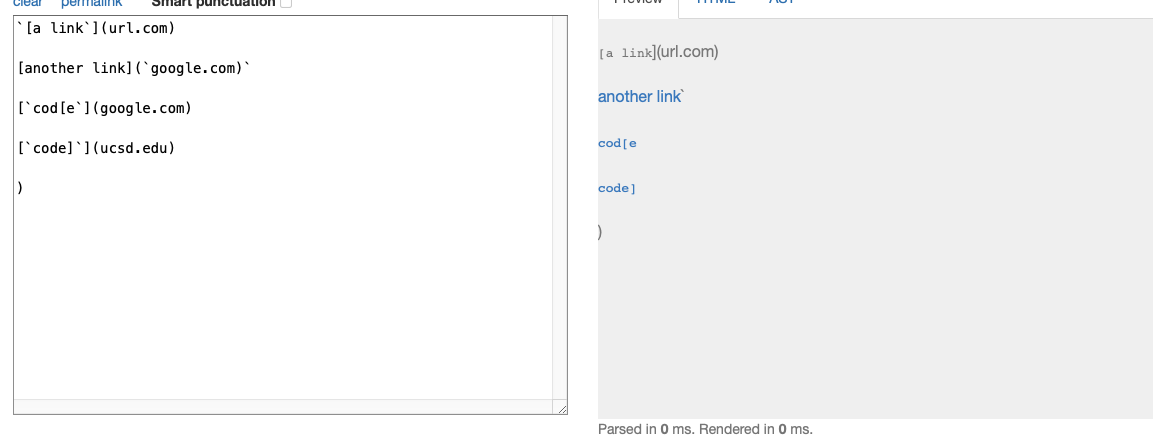 clear permalink Smart punctuation
Preview HTML AST
`[a link`](url.com)
[another link](`google.com)`
[`cod[e`](google.com)
[`code]`](ucsd.edu)
)
[a link](url.com)
another link`
cod[e
code]
)
Parsed in 0 ms. Rendered in 0 ms.